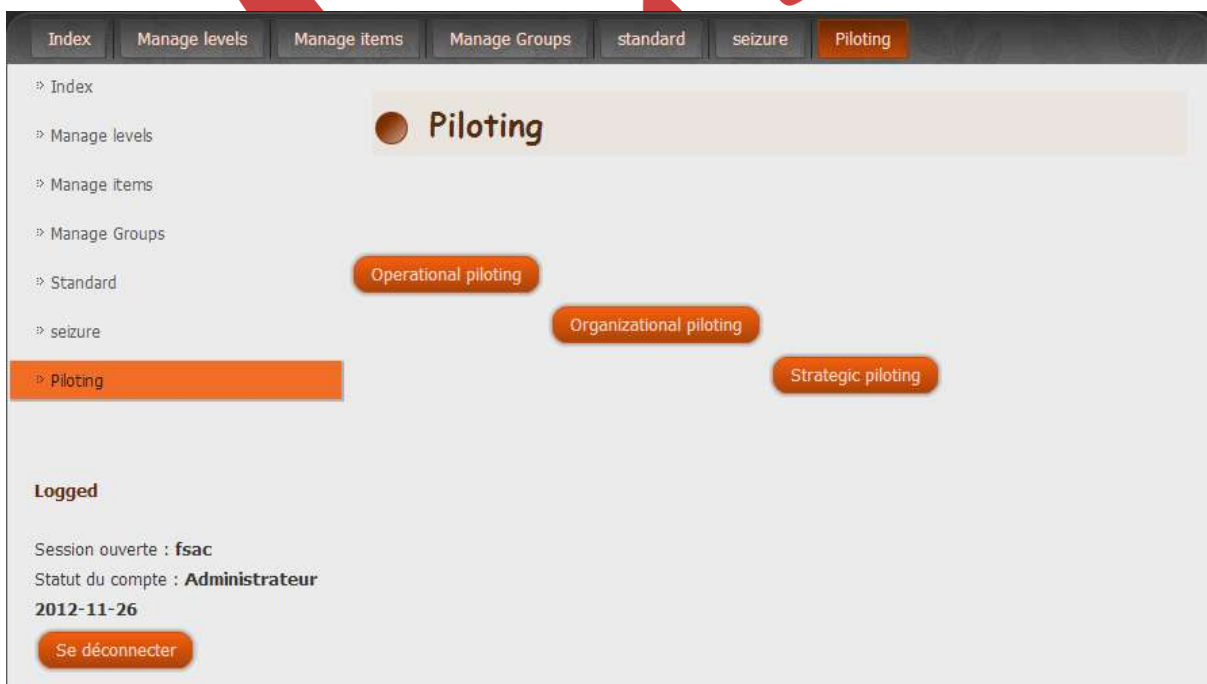 Index Manage levels Manage items Manage Groups standard seizure Piloting
Index
Manage levels
Manage items
Manage Groups
Standard
seizure
Piloting
Piloting
Operational piloting
Organizational piloting
Strategic piloting
Logged
Session ouverte : fsac
Statut du compte : Administrateur
2012-11-26
Se déconnecter